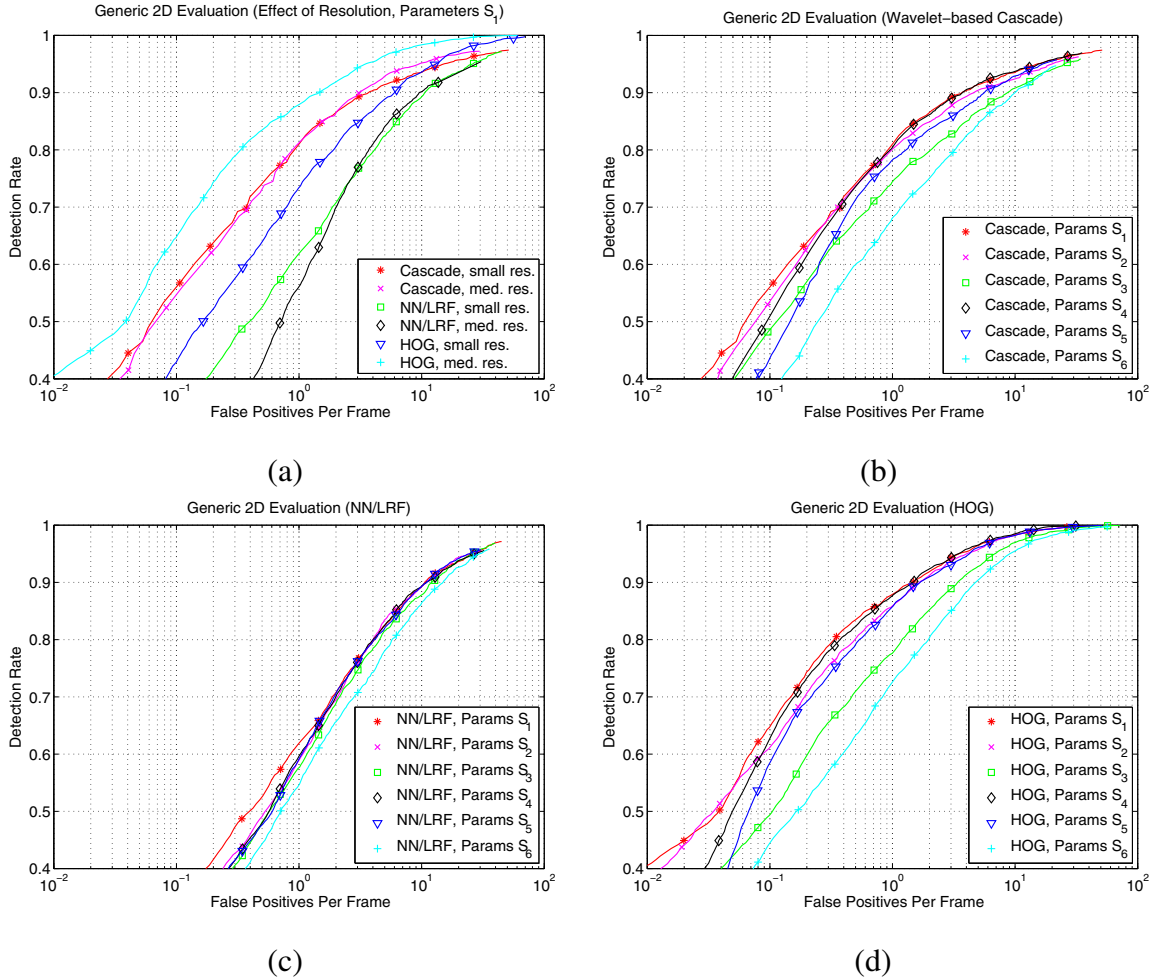 Generic 2D Evaluation (Effect of Resolution, Parameters S1)
Detection Rate
1
0.9
0.8
0.7
0.6
0.5
0.4
Cascade, small res.
Cascade, med. res.
NN/LRF, small res.
NN/LRF, med. res.
HOG, small res.
HOG, med. res.
10^-2 10^-1 10^0 10^1 10^2
False Positives Per Frame
(a)
Generic 2D Evaluation (Wavelet-based Cascade)
Detection Rate
1
0.9
0.8
0.7
0.6
0.5
0.4
Cascade, Params S1
Cascade, Params S2
Cascade, Params S3
Cascade, Params S4
Cascade, Params S5
Cascade, Params S6
10^-2 10^-1 10^0 10^1 10^2
False Positives Per Frame
(b)
Generic 2D Evaluation (NN/LRF)
Detection Rate
1
0.9
0.8
0.7
0.6
0.5
0.4
NN/LRF, Params S1
NN/LRF, Params S2
NN/LRF, Params S3
NN/LRF, Params S4
NN/LRF, Params S5
NN/LRF, Params S6
10^-2 10^-1 10^0 10^1 10^2
False Positives Per Frame
(c)
Generic 2D Evaluation (HOG)
Detection Rate
1
0.9
0.8
0.7
0.6
0.5
0.4
HOG, Params S1
HOG, Params S2
HOG, Params S3
HOG, Params S4
HOG, Params S5
HOG, Params S6
10^-2 10^-1 10^0 10^1 10^2
False Positives Per Frame
(d)